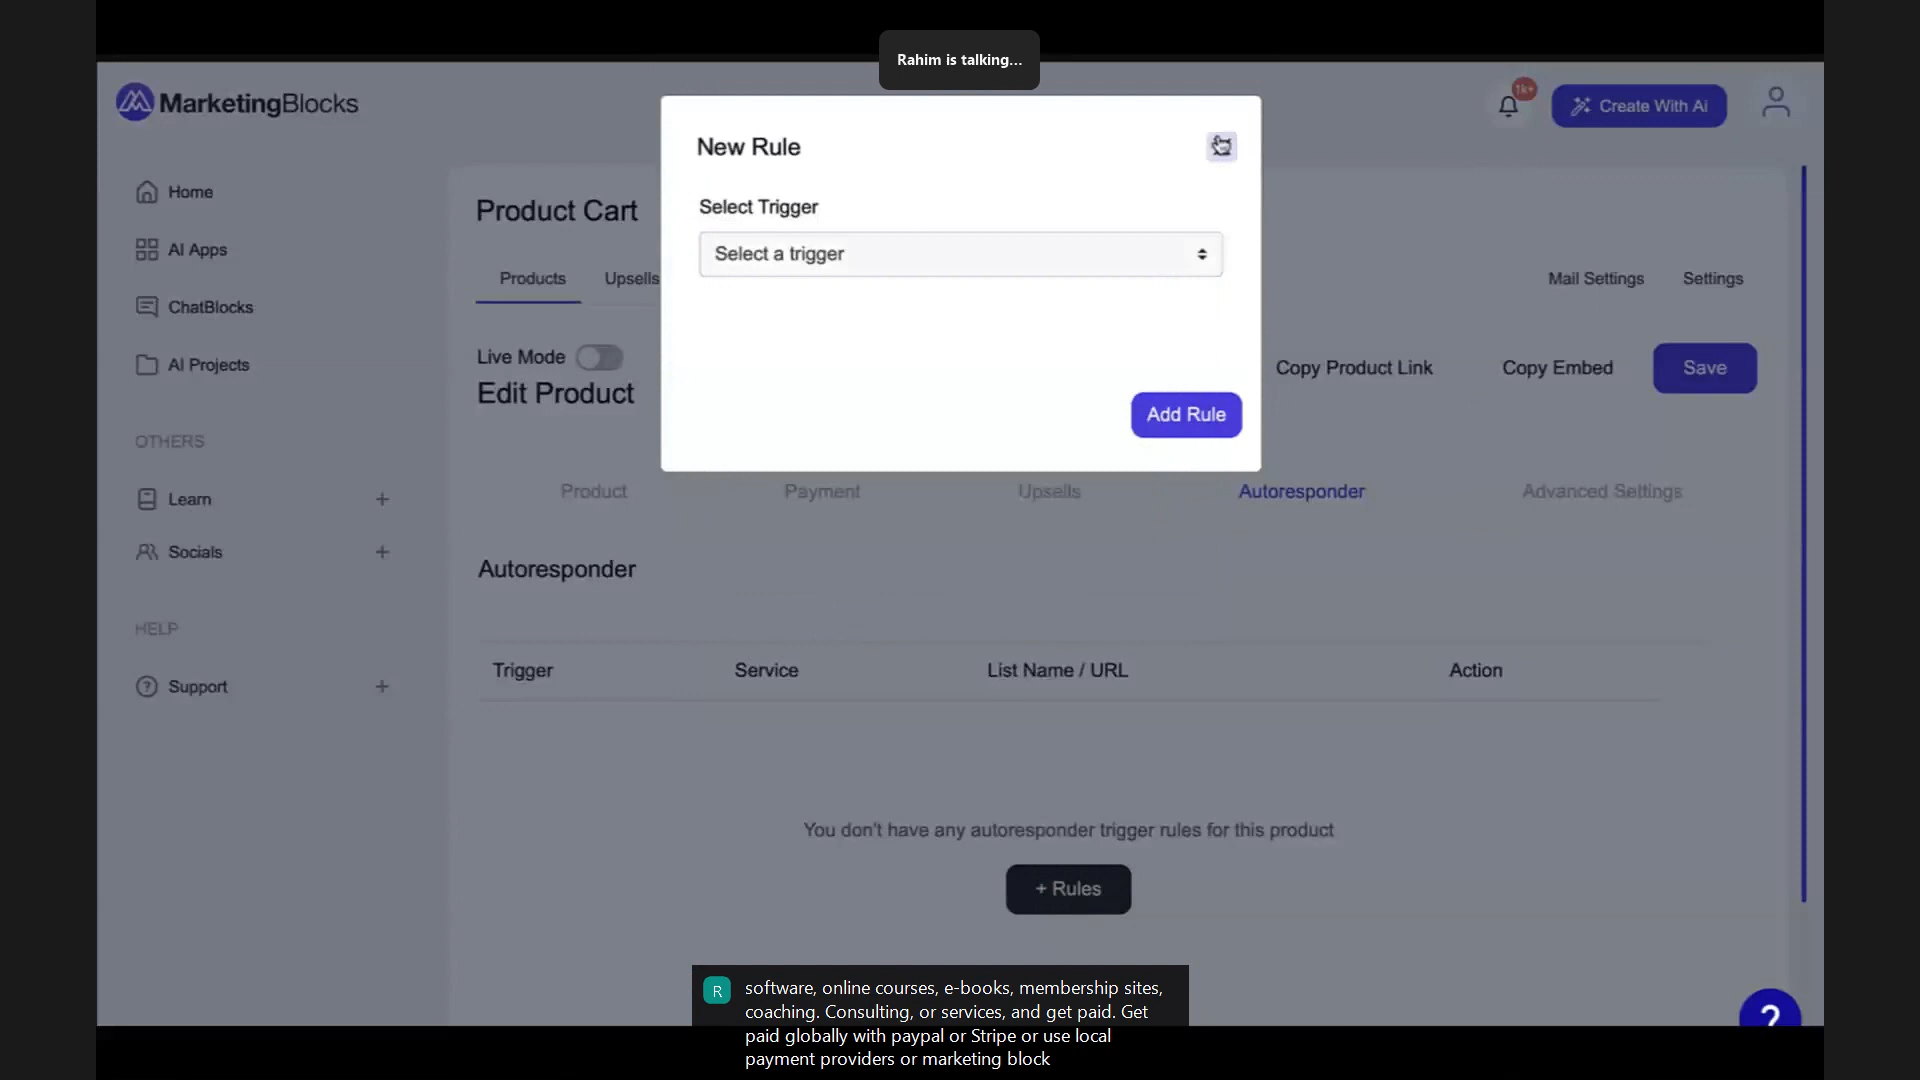 Rahim is talking...
MarketingBlocks
1k+
Create With Ai
Home
AI Apps
ChatBlocks
AI Projects
OTHERS
Learn
Socials
HELP
Support
Product Cart
Products
Upsells
Mail Settings
Settings
Live Mode
Edit Product
Copy Product Link
Copy Embed
Save
New Rule
Select Trigger
Select a trigger
Add Rule
Product
Payment
Upsells
Autoresponder
Advanced Settings
Autoresponder
Trigger
Service
List Name / URL
Action
You don't have any autoresponder trigger rules for this product
+ Rules
?
R
software, online courses, e-books, membership sites,
coaching. Consulting, or services, and get paid. Get
paid globally with paypal or Stripe or use local
payment providers or marketing block